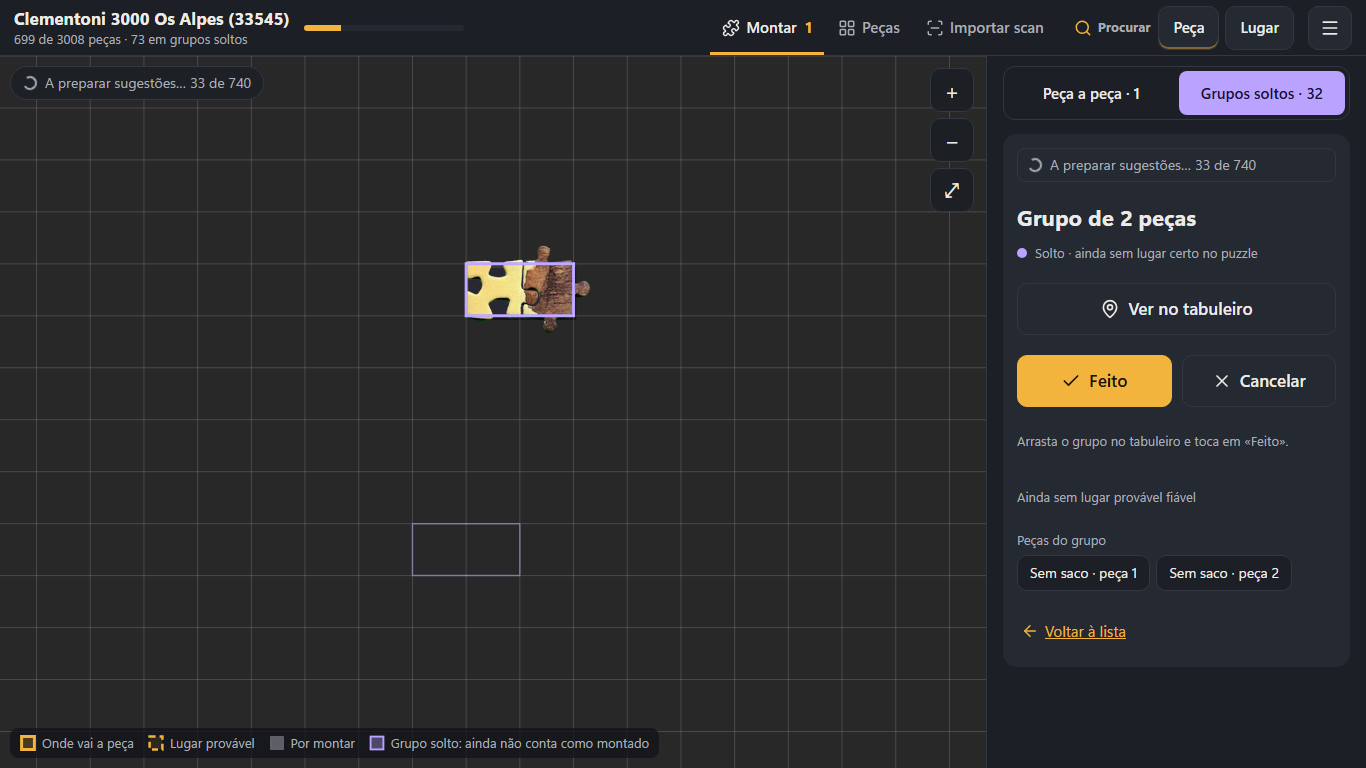 Clementoni 3000 Os Alpes (33545)
699 de 3008 peças · 73 em grupos soltos
Montar 1
Peças
Importar scan
Procurar
Peça
Lugar
A preparar sugestões... 33 de 740
Peça a peça · 1
Grupos soltos · 32
A preparar sugestões... 33 de 740
Grupo de 2 peças
Solto · ainda sem lugar certo no puzzle
Ver no tabuleiro
Feito
Cancelar
Arrasta o grupo no tabuleiro e toca em «Feito».
Ainda sem lugar provável fiável
Peças do grupo
Sem saco · peça 1
Sem saco · peça 2
Voltar à lista
Onde vai a peça
Lugar provável
Por montar
Grupo solto: ainda não conta como montado